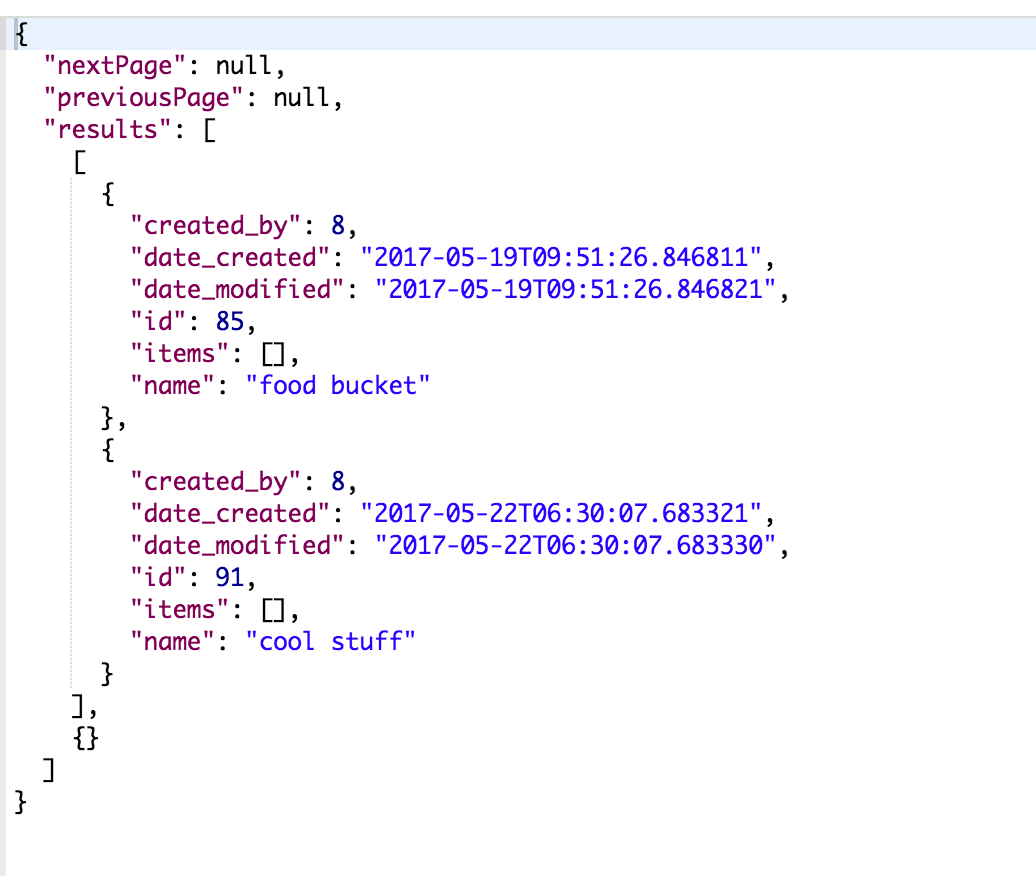 {
  "nextPage": null,
  "previousPage": null,
  "results": [
    [
      {
        "created_by": 8,
        "date_created": "2017-05-19T09:51:26.846811",
        "date_modified": "2017-05-19T09:51:26.846821",
        "id": 85,
        "items": [],
        "name": "food bucket"
      },
      {
        "created_by": 8,
        "date_created": "2017-05-22T06:30:07.683321",
        "date_modified": "2017-05-22T06:30:07.683330",
        "id": 91,
        "items": [],
        "name": "cool stuff"
      }
    ],
    {}
  ]
}